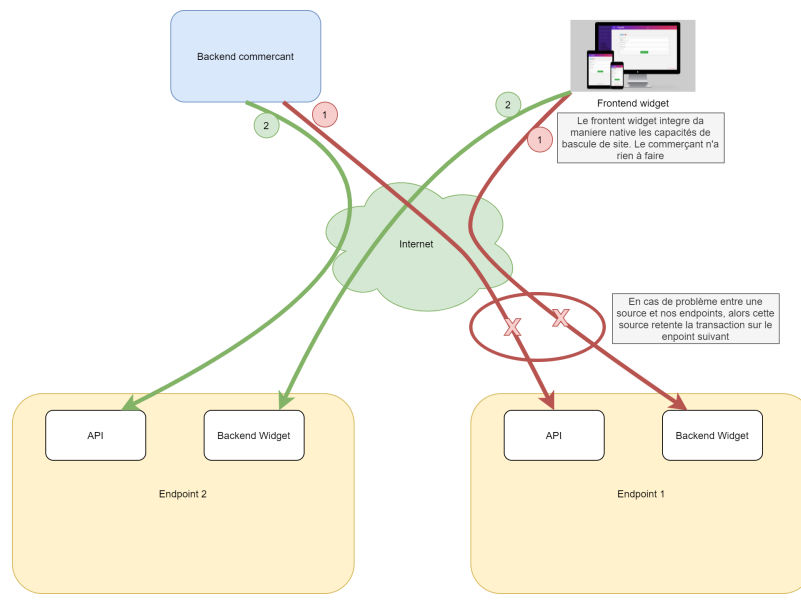 Backend commercant
Frontend widget
2
1
2
1
Le frontent widget integre da
maniere native les capacités de
bascule de site. Le commerçant n'a
rien à faire
Internet
En cas de problème entre une
source et nos endpoints, alors cette
source retente la transaction sur le
enpoint suivant
X
X
API
Backend Widget
API
Backend Widget
Endpoint 2
Endpoint 1